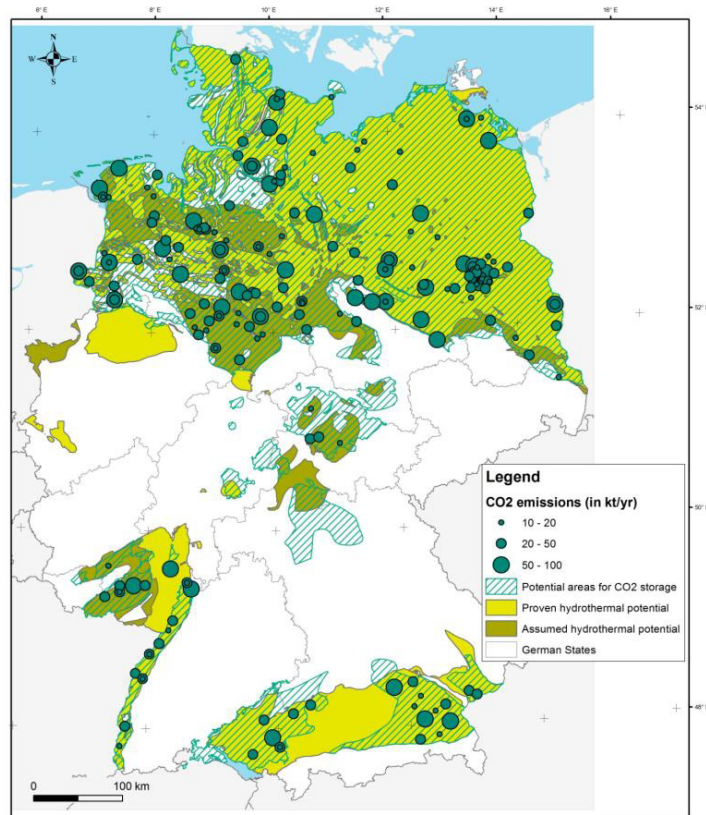 6° E 8° E 10° E 12° E 14° E 16° E
N
W E
S
54° N
52° N
50° N
48° N
Legend
CO2 emissions (in kt/yr)
10 - 20
20 - 50
50 - 100
Potential areas for CO2 storage
Proven hydrothermal potential
Assumed hydrothermal potential
German States
0 100 km